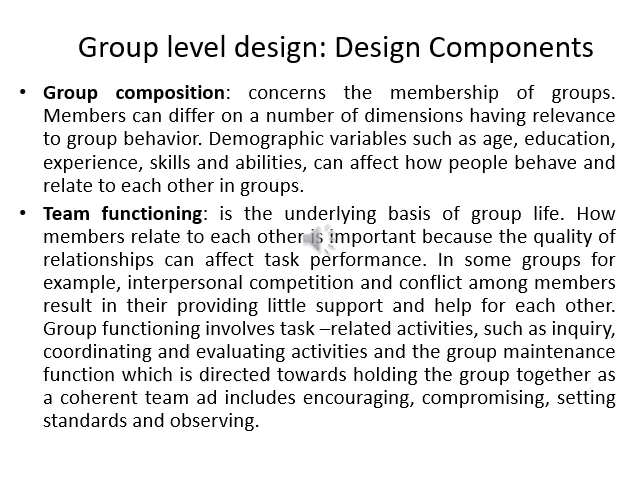 Group level design: Design Components
• Group composition: concerns the membership of groups.
Members can differ on a number of dimensions having relevance
to group behavior. Demographic variables such as age, education,
experience, skills and abilities, can affect how people behave and
relate to each other in groups.
• Team functioning: is the underlying basis of group life. How
members relate to each other is important because the quality of
relationships can affect task performance. In some groups for
example, interpersonal competition and conflict among members
result in their providing little support and help for each other.
Group functioning involves task –related activities, such as inquiry,
coordinating and evaluating activities and the group maintenance
function which is directed towards holding the group together as
a coherent team ad includes encouraging, compromising, setting
standards and observing.